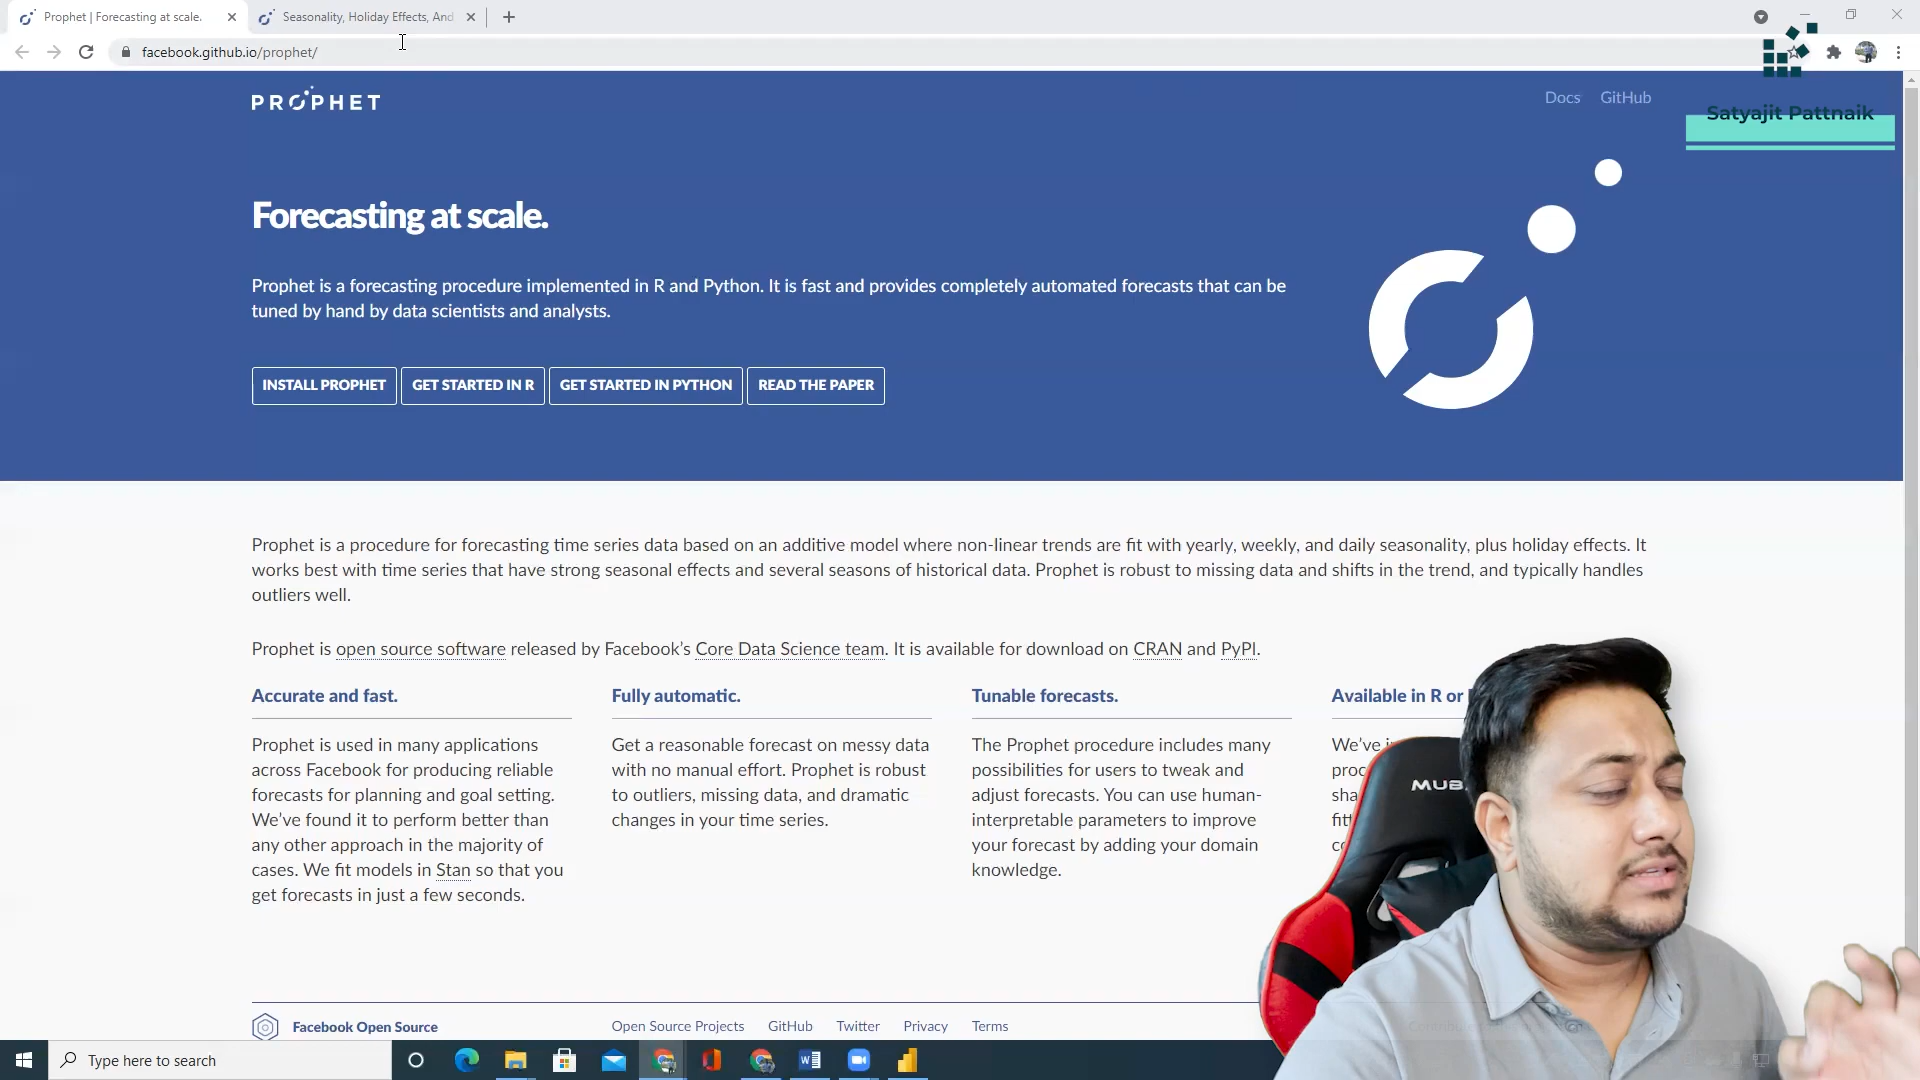 Prophet | Forecasting at scale.
Seasonality, Holiday Effects, And
facebook.github.io/prophet/
PROPHET
Docs
GitHub
Satyajit Pattnaik
Forecasting at scale.
Prophet is a forecasting procedure implemented in R and Python. It is fast and provides completely automated forecasts that can be
tuned by hand by data scientists and analysts.
INSTALL PROPHET
GET STARTED IN R
GET STARTED IN PYTHON
READ THE PAPER
Prophet is a procedure for forecasting time series data based on an additive model where non-linear trends are fit with yearly, weekly, and daily seasonality, plus holiday effects. It
works best with time series that have strong seasonal effects and several seasons of historical data. Prophet is robust to missing data and shifts in the trend, and typically handles
outliers well.
Prophet is open source software released by Facebook's Core Data Science team. It is available for download on CRAN and PyPI.
Accurate and fast.
Prophet is used in many applications
across Facebook for producing reliable
forecasts for planning and goal setting.
We've found it to perform better than
any other approach in the majority of
cases. We fit models in Stan so that you
get forecasts in just a few seconds.
Fully automatic.
Get a reasonable forecast on messy data
with no manual effort. Prophet is robust
to outliers, missing data, and dramatic
changes in your time series.
Tunable forecasts.
The Prophet procedure includes many
possibilities for users to tweak and
adjust forecasts. You can use human-
interpretable parameters to improve
your forecast by adding your domain
knowledge.
Available in R or
We've
Facebook Open Source
Open Source Projects
GitHub
Twitter
Privacy
Terms
Type here to search